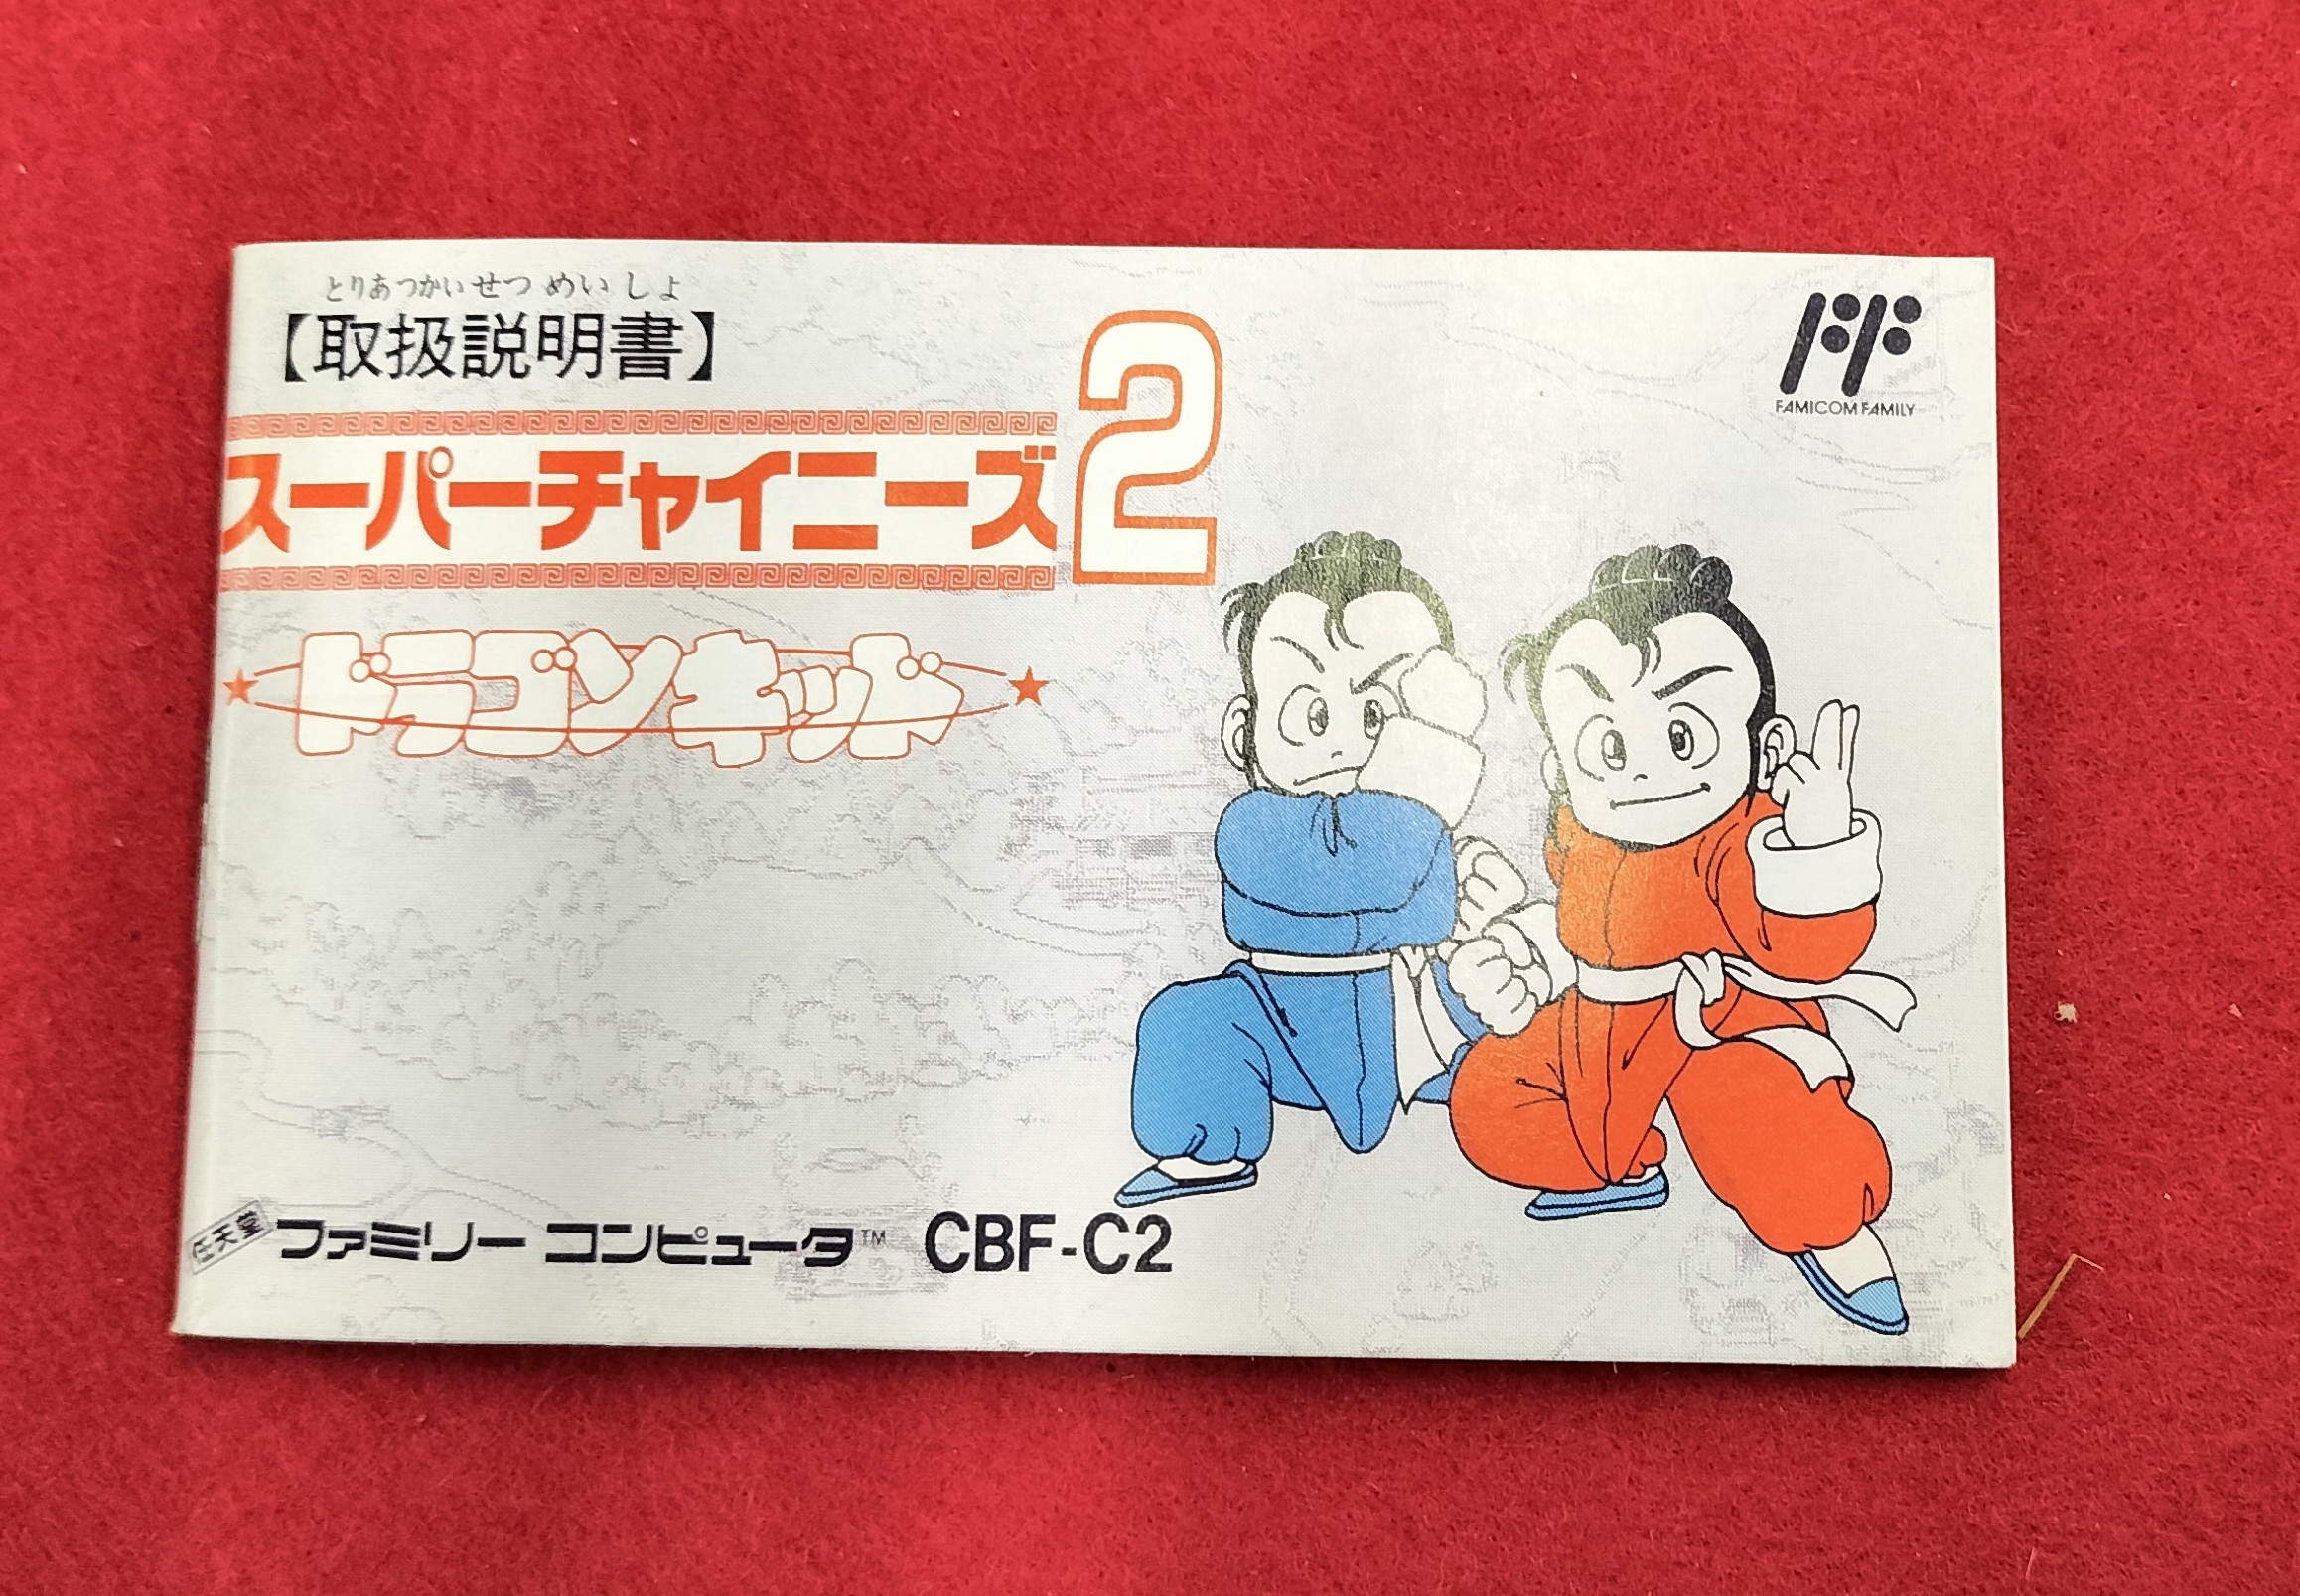 とりあつかいせつめいしょ
【取扱説明書】
スーパーチャイニーズ2
ドラゴンキッド
FAMICOM FAMILY
任天堂 ファミリー コンピュータ™ CBF-C2